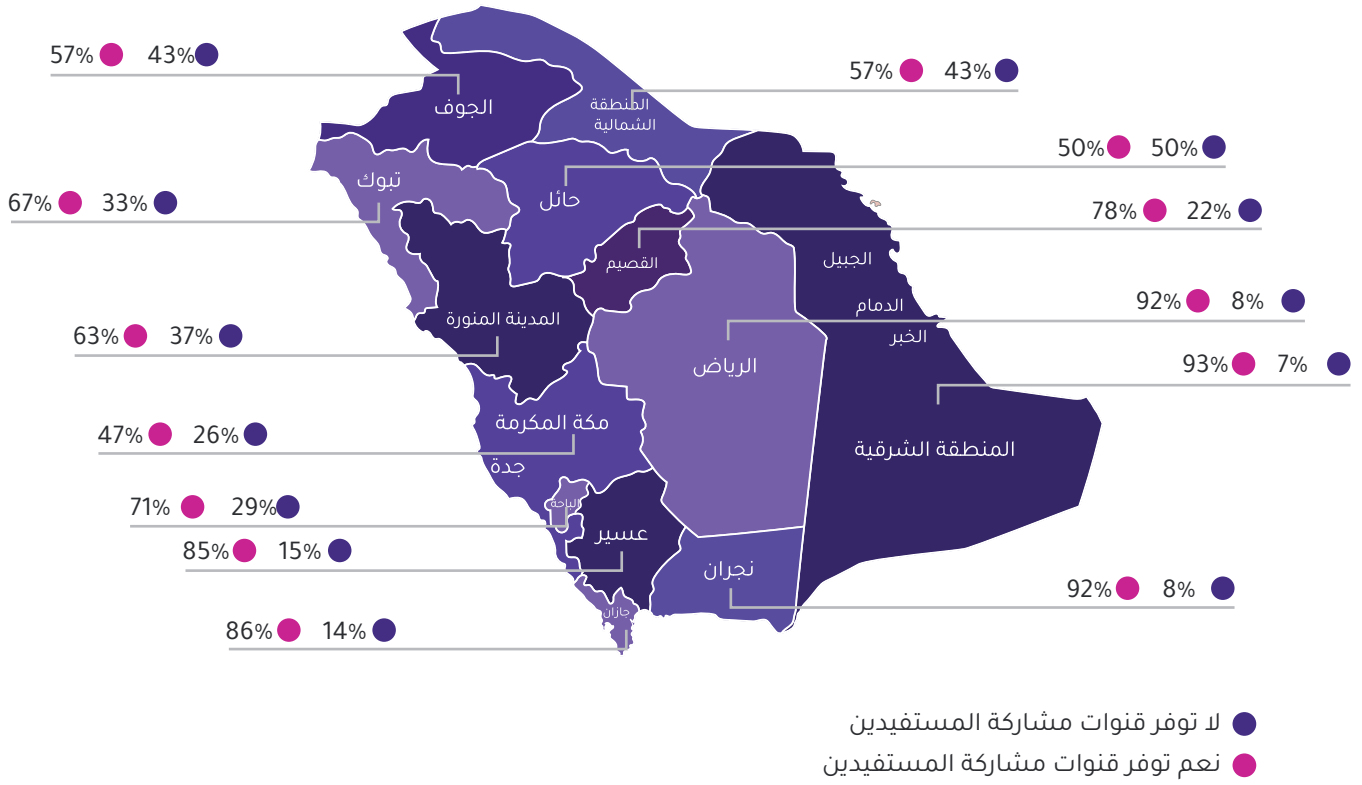 57% 43%
57% 43%
الجوف
المنطقة
الشمالية
50% 50%
تبوك
حائل
67% 33%
78% 22%
القصيم
الجبيل
92% 8%
الدمام
63% 37%
المدينة المنورة
الخبر
الرياض
93% 7%
47% 26%
مكة المكرمة
المنطقة الشرقية
جدة
71% 29%
الباحة
85% 15%
عسير
نجران
92% 8%
86% 14%
جازان
لا توفر قنوات مشاركة المستفيدين
نعم توفر قنوات مشاركة المستفيدين